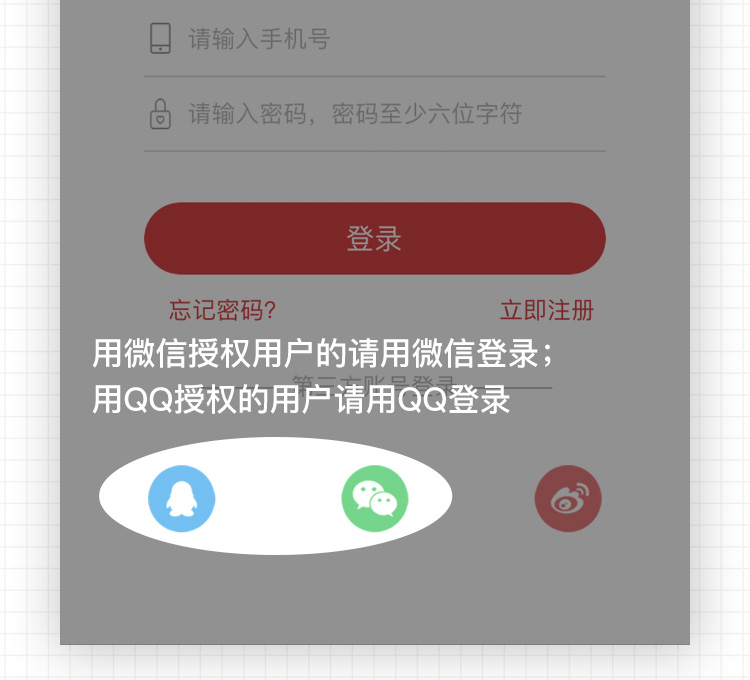 请输入手机号
请输入密码，密码至少六位字符
登录
忘记密码？
立即注册
用微信授权用户的请用微信登录；
第三方账号登录
用QQ授权的用户请用QQ登录